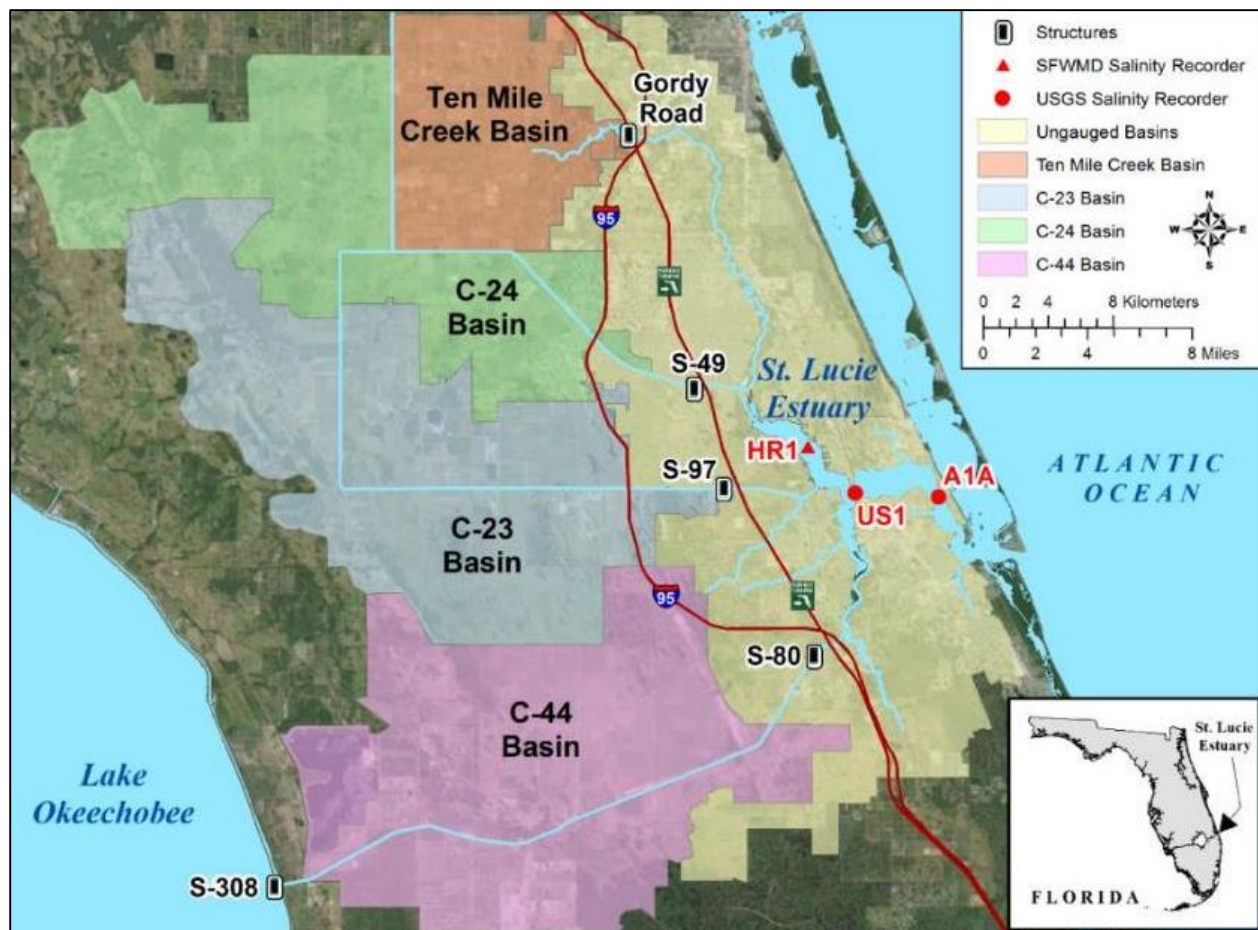 Structures
SFWMD Salinity Recorder
USGS Salinity Recorder
Ungauged Basins
Ten Mile Creek Basin
C-23 Basin
C-24 Basin
C-44 Basin
N
W
E
S
0 2 4 8 Kilometers
0 2 4 8 Miles
Ten Mile
Creek Basin
Gordy
Road
95
C-24
Basin
S-49
St. Lucie
Estuary
HR1
S-97
A1A
US1
ATLANTIC
OCEAN
C-23
Basin
95
S-80
C-44
Basin
Lake
Okeechobee
S-308
St. Lucie
Estuary
FLORIDA